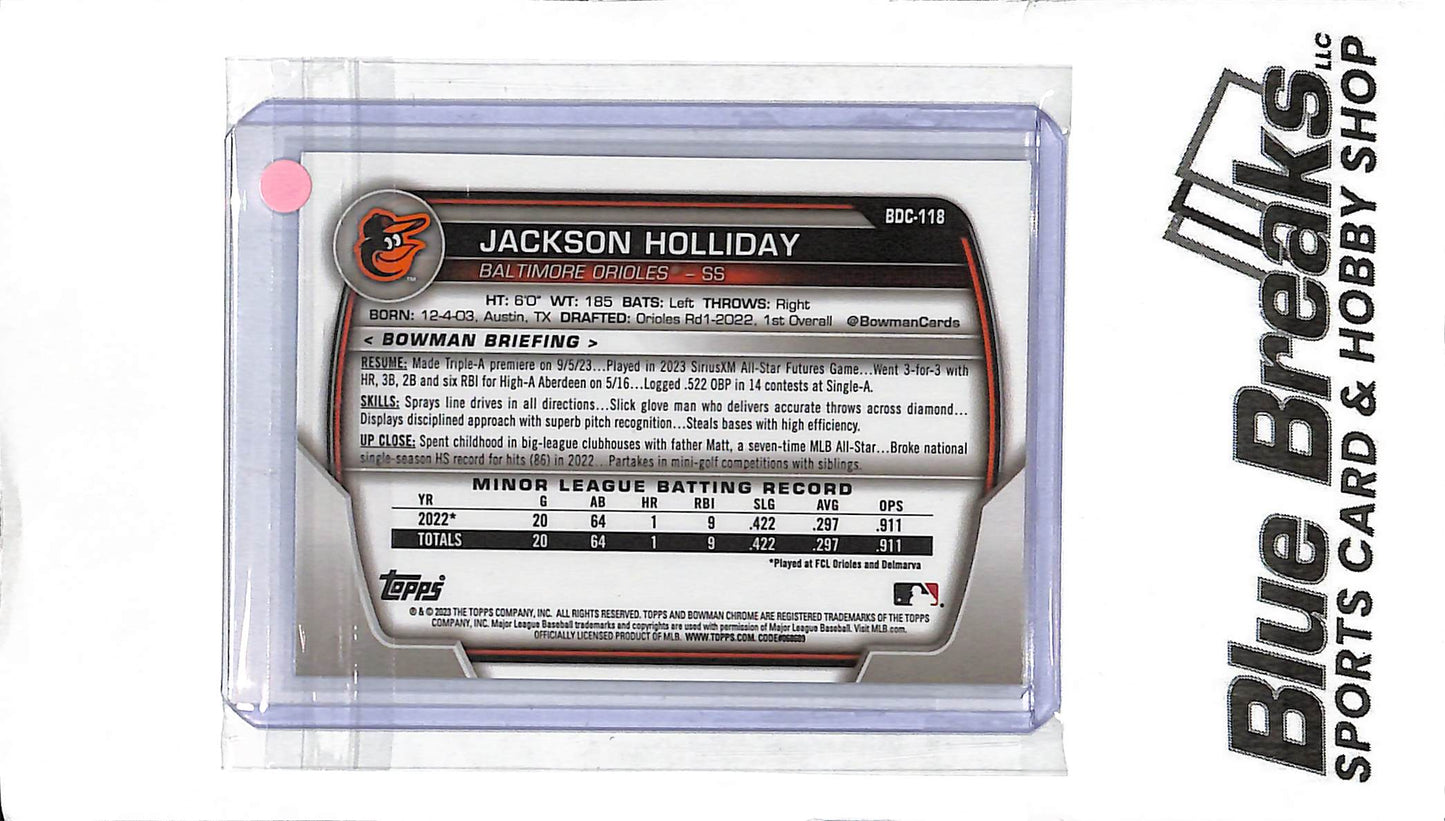 BDC-118
JACKSON HOLLIDAY
BALTIMORE ORIOLES - SS
HT: 6'0" WT: 185 BATS: Left THROWS: Right
BORN: 12-4-03, Austin, TX DRAFTED: Orioles Rd1-2022, 1st Overall @BowmanCards
< BOWMAN BRIEFING >
RESUME: Made Triple-A premiere on 9/5/23...Played in 2023 SiriusXM All-Star Futures Game...Went 3-for-3 with
HR, 3B, 2B and six RBI for High-A Aberdeen on 5/16...Logged .522 OBP in 14 contests at Single-A.
SKILLS: Sprays line drives in all directions...Slick glove man who delivers accurate throws across diamond...
Displays disciplined approach with superb pitch recognition...Steals bases with high efficiency.
UP CLOSE: Spent childhood in big-league clubhouses with father Matt, a seven-time MLB All-Star...Broke national
single-season HS record for hits (86) in 2022...Partakes in mini-golf competitions with siblings.
MINOR LEAGUE BATTING RECORD
YR G AB HR RBI SLG AVG OPS
2022* 20 64 1 9 .422 .297 .911
TOTALS 20 64 1 9 .422 .297 .911
*Played at FCL Orioles and Delmarva
Topps
® & © 2023 THE TOPPS COMPANY, INC. ALL RIGHTS RESERVED. TOPPS AND BOWMAN CHROME ARE REGISTERED TRADEMARKS OF THE TOPPS
COMPANY, INC. Major League Baseball trademarks and copyrights are used with permission of Major League Baseball. Visit MLB.com.
OFFICIALLY LICENSED PRODUCT OF MLB. WWW.TOPPS.COM.
Blue Breaks LLC
SPORTS CARD & HOBBY SHOP